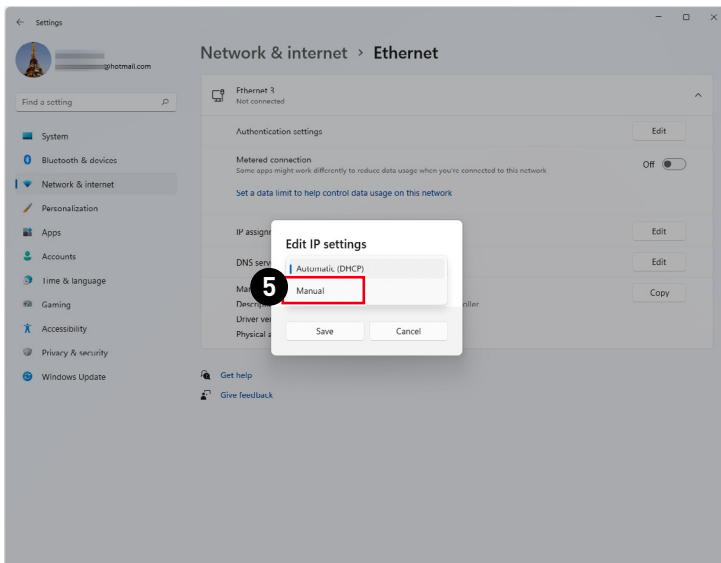 Settings
@hotmail.com
Find a setting
System
Bluetooth & devices
Network & internet
Personalization
Apps
Accounts
Time & language
Gaming
Accessibility
Privacy & security
Windows Update
Network & internet > Ethernet
Ethernet 3
Not connected
Authentication settings
Edit
Metered connection
Some apps might work differently to reduce data usage when you're connected to this network
Off
Set a data limit to help control data usage on this network
IP assignm
Edit
DNS serv
Edit
Man
Copy
Descripti
oller
Driver ver
Physical a
Edit IP settings
Automatic (DHCP)
5
Manual
Save
Cancel
Get help
Give feedback